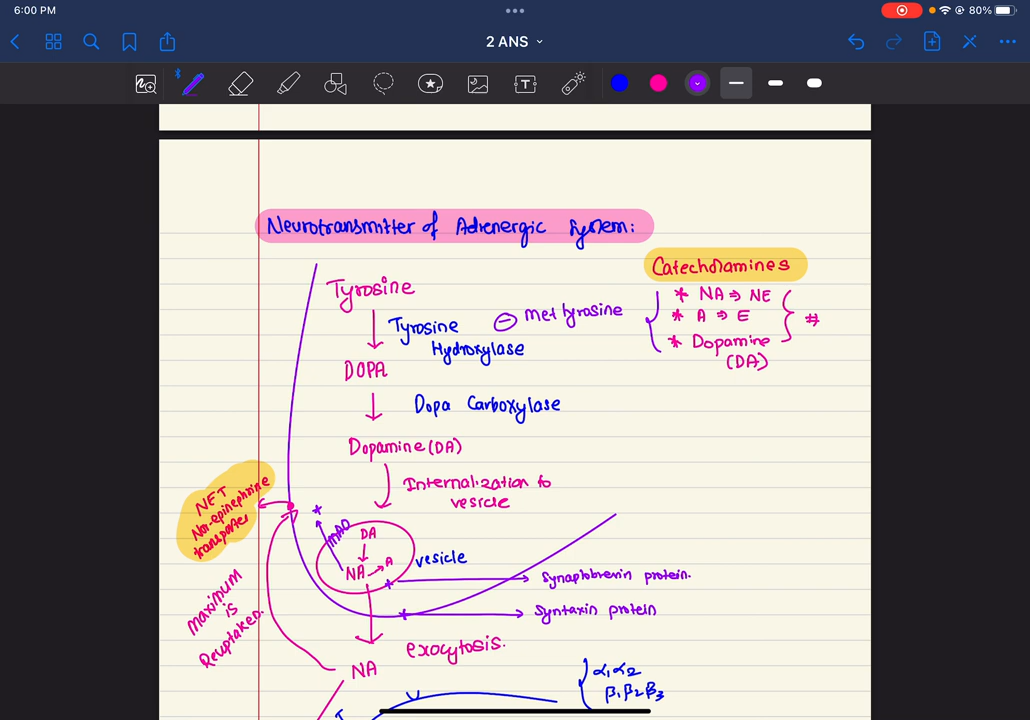 6:00 PM
80%
2 ANS
Neurotransmitter of Adrenergic System:
Catecholamines
* NA ⇒ NE
* A ⇒ E
* Dopamine
(DA)
#
Tyrosine
Tyrosine
Hydroxylase
⊖ Mettyrosine
DOPA
Dopa Carboxylase
Dopamine (DA)
Internalization to
vesicle
NET
Nor-epinephrine
transporter
*
MAO
DA
NA → A
vesicle
Synaptobrevin protein.
Syntaxin protein
maximum
is
Reuptaken.
exocytosis.
NA
α1 α2
β1 β2 β3